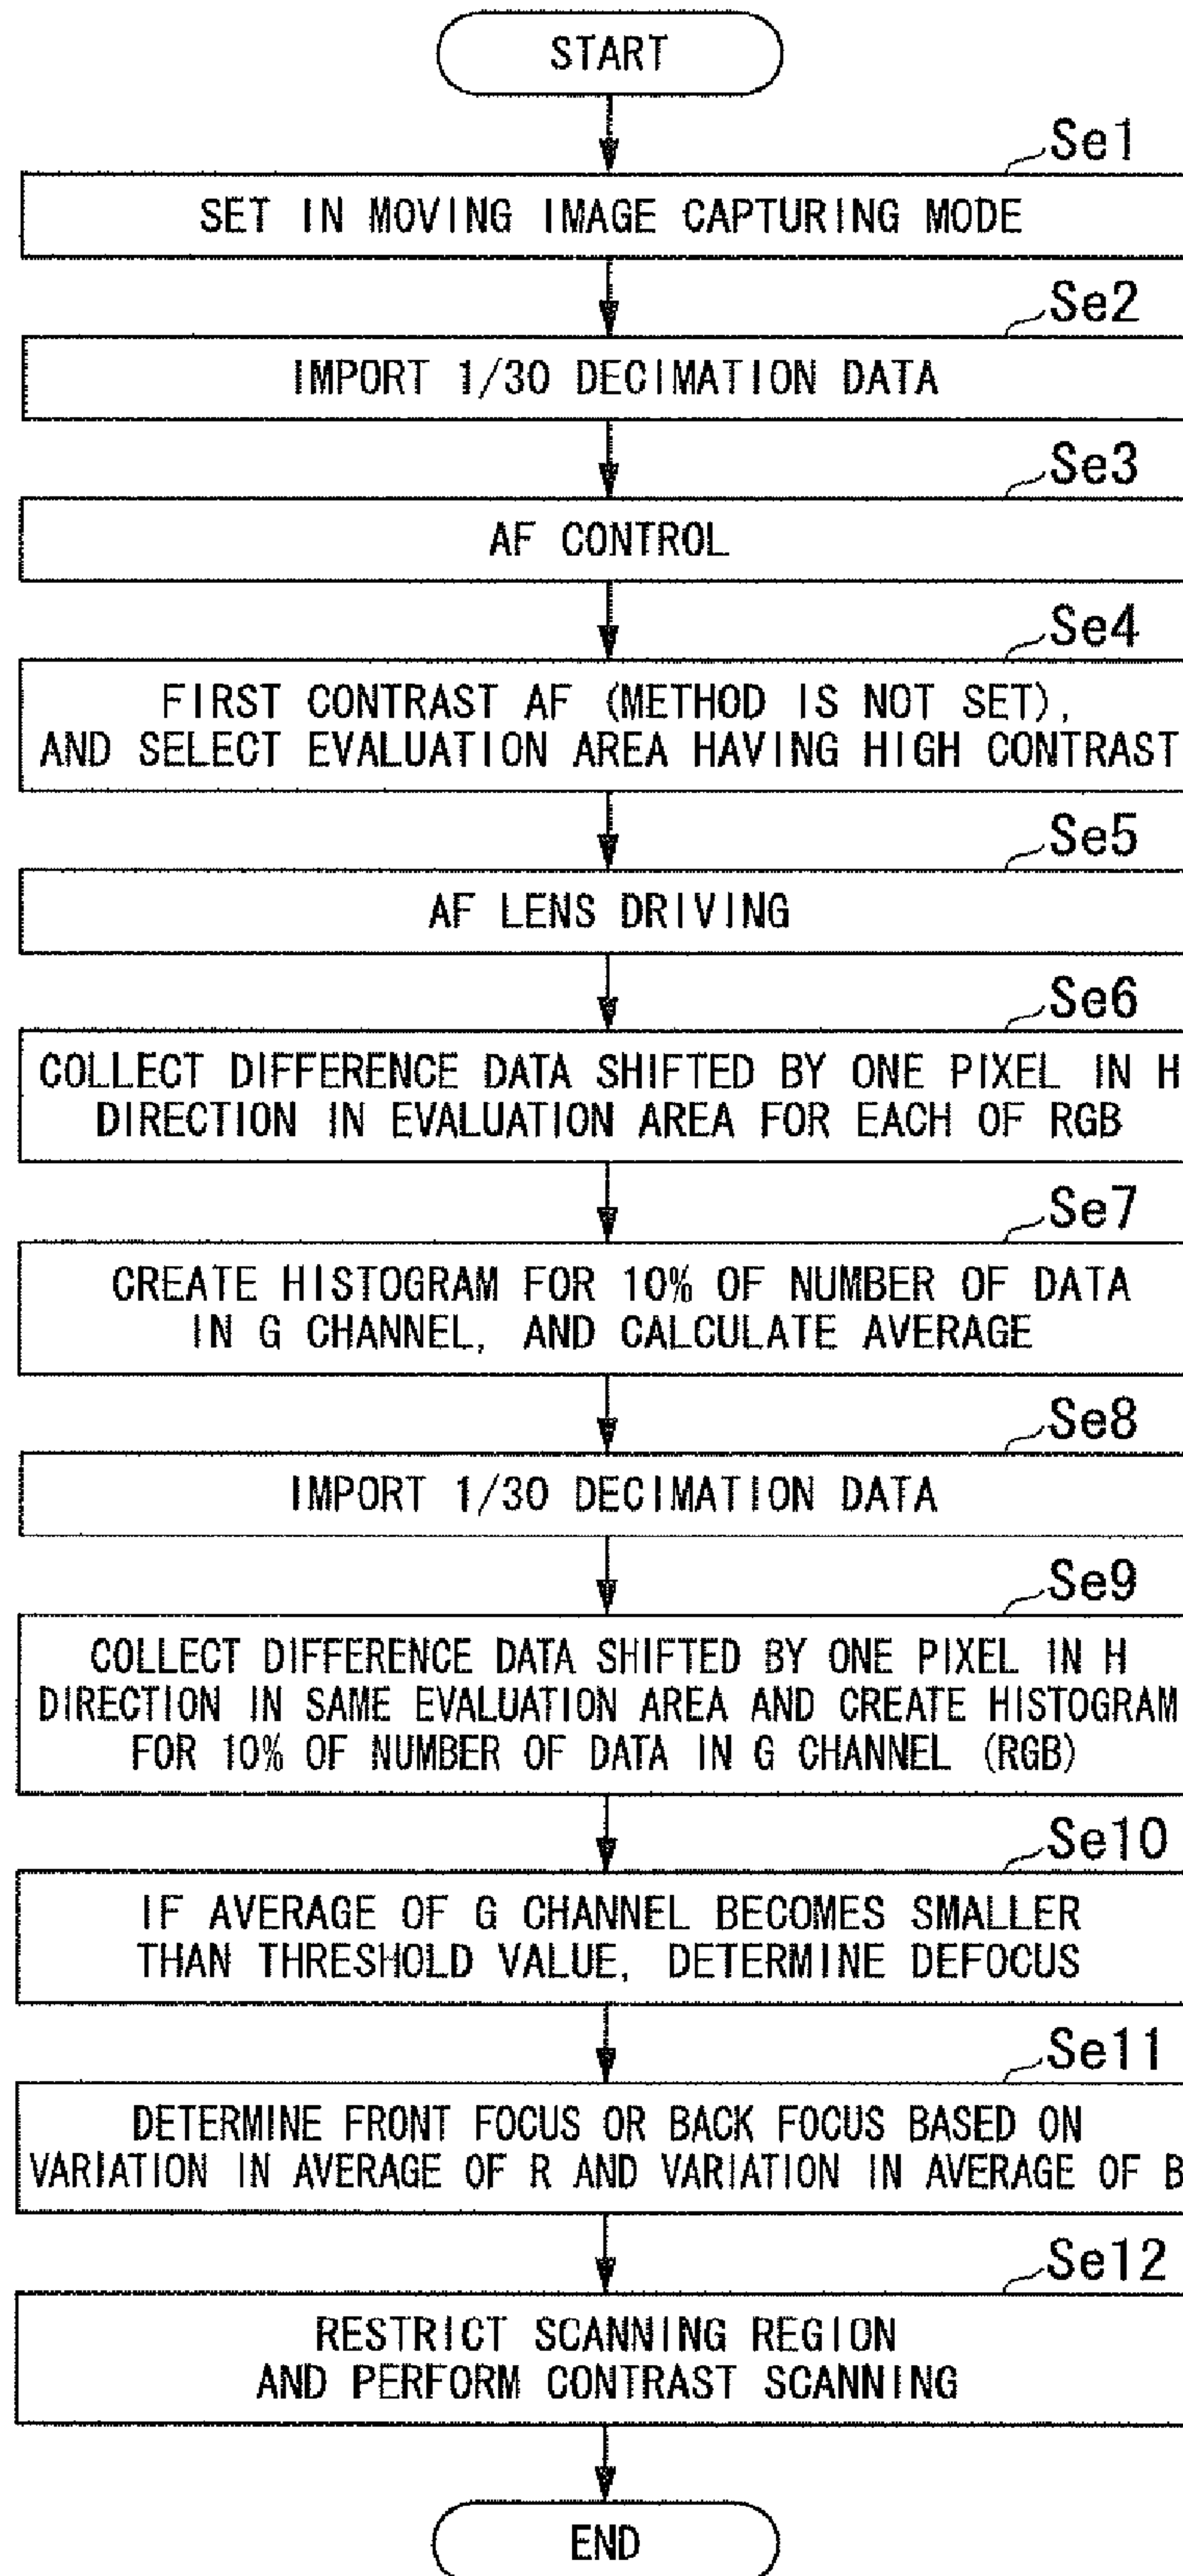 START
Se1
SET IN MOVING IMAGE CAPTURING MODE
Se2
IMPORT 1/30 DECIMATION DATA
Se3
AF CONTROL
Se4
FIRST CONTRAST AF (METHOD IS NOT SET),
AND SELECT EVALUATION AREA HAVING HIGH CONTRAST
Se5
AF LENS DRIVING
Se6
COLLECT DIFFERENCE DATA SHIFTED BY ONE PIXEL IN H
DIRECTION IN EVALUATION AREA FOR EACH OF RGB
Se7
CREATE HISTOGRAM FOR 10% OF NUMBER OF DATA
IN G CHANNEL, AND CALCULATE AVERAGE
Se8
IMPORT 1/30 DECIMATION DATA
Se9
COLLECT DIFFERENCE DATA SHIFTED BY ONE PIXEL IN H
DIRECTION IN SAME EVALUATION AREA AND CREATE HISTOGRAM
FOR 10% OF NUMBER OF DATA IN G CHANNEL (RGB)
Se10
IF AVERAGE OF G CHANNEL BECOMES SMALLER
THAN THRESHOLD VALUE, DETERMINE DEFOCUS
Se11
DETERMINE FRONT FOCUS OR BACK FOCUS BASED ON
VARIATION IN AVERAGE OF R AND VARIATION IN AVERAGE OF B
Se12
RESTRICT SCANNING REGION
AND PERFORM CONTRAST SCANNING
END